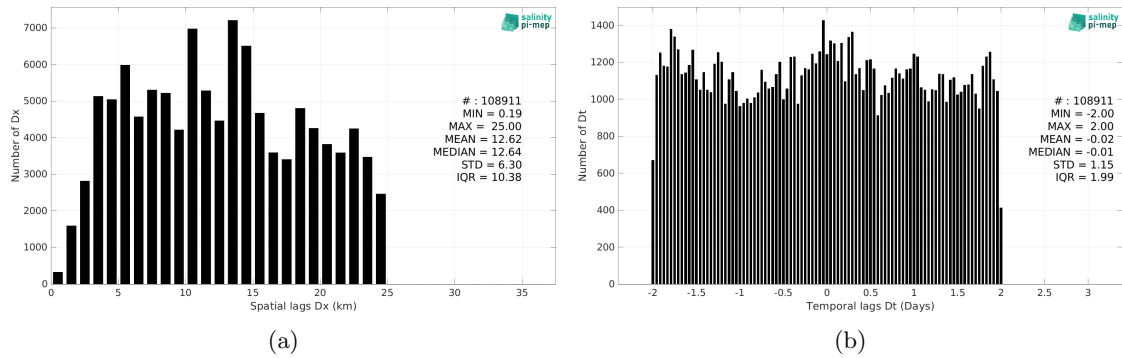 salinity
pi-mep
7000
6000
5000
4000
3000
2000
1000
0
Number of Dx
# : 108911
MIN = 0.19
MAX = 25.00
MEAN = 12.62
MEDIAN = 12.64
STD = 6.30
IQR = 10.38
0 5 10 15 20 25 30 35
Spatial lags Dx (km)
(a)
salinity
pi-mep
1400
1200
1000
800
600
400
200
0
Number of Dt
# : 108911
MIN = -2.00
MAX = 2.00
MEAN = -0.02
MEDIAN = -0.01
STD = 1.15
IQR = 1.99
-2 -1.5 -1 -0.5 0 0.5 1 1.5 2 2.5 3
Temporal lags Dt (Days)
(b)